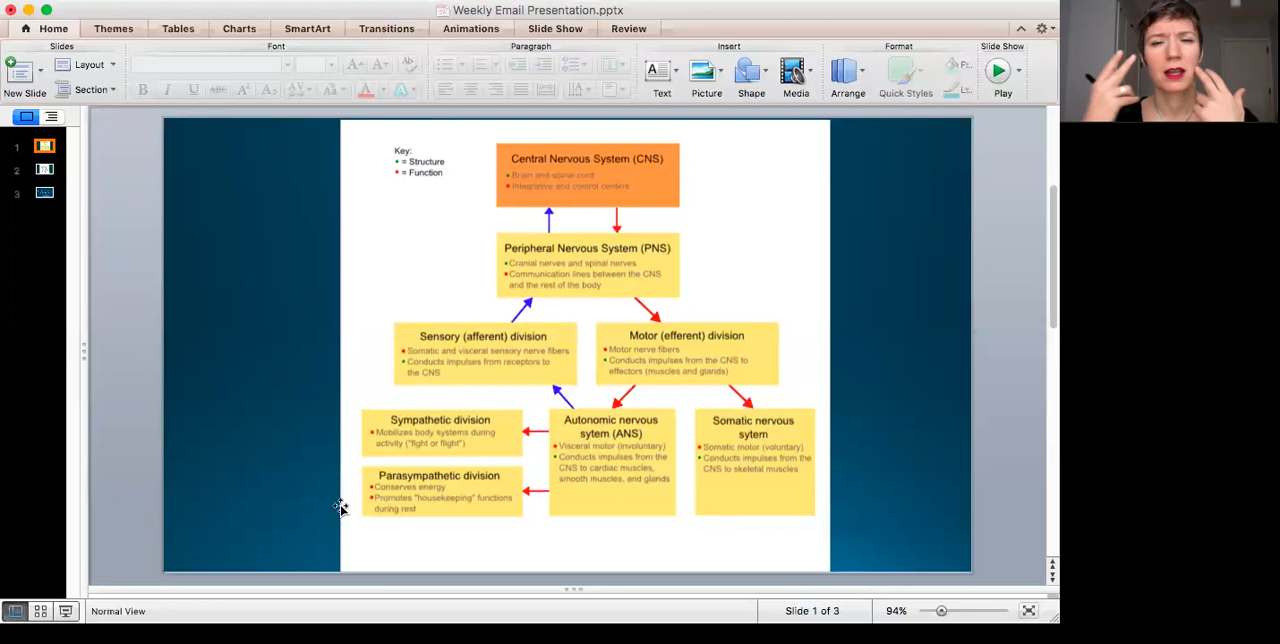 Weekly Email Presentation.pptx
Home Themes Tables Charts SmartArt Transitions Animations Slide Show Review
Slides Font Paragraph Insert Format Slide Show
Layout
New Slide Section
Text Picture Shape Media Arrange Quick Styles Play
1
2
3
Key:
= Structure
= Function
Central Nervous System (CNS)
Brain and spinal cord
Integrative and control centers
Peripheral Nervous System (PNS)
Cranial nerves and spinal nerves
Communication lines between the CNS
and the rest of the body
Sensory (afferent) division
Somatic and visceral sensory nerve fibers
Conducts impulses from receptors to
the CNS
Motor (efferent) division
Motor nerve fibers
Conducts impulses from the CNS to
effectors (muscles and glands)
Sympathetic division
Mobilizes body systems during
activity ("fight or flight")
Parasympathetic division
Conserves energy
Promotes "housekeeping" functions
during rest
Autonomic nervous
sytem (ANS)
Visceral motor (involuntary)
Conducts impulses from the
CNS to cardiac muscles,
smooth muscles, and glands
Somatic nervous
sytem
Somatic motor (voluntary)
Conducts impulses from the
CNS to skeletal muscles
Normal View Slide 1 of 3 94%